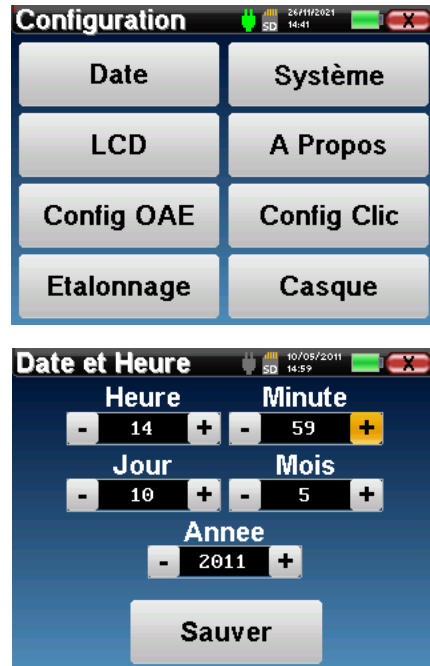 Configuration SD 26/11/2021 14:41 X
Date Système
LCD A Propos
Config OAE Config Clic
Etalonnage Casque
Date et Heure SD 10/05/2011 14:59 X
Heure Minute
- 14 + - 59 +
Jour Mois
- 10 + - 5 +
Annee
- 2011 +
Sauver